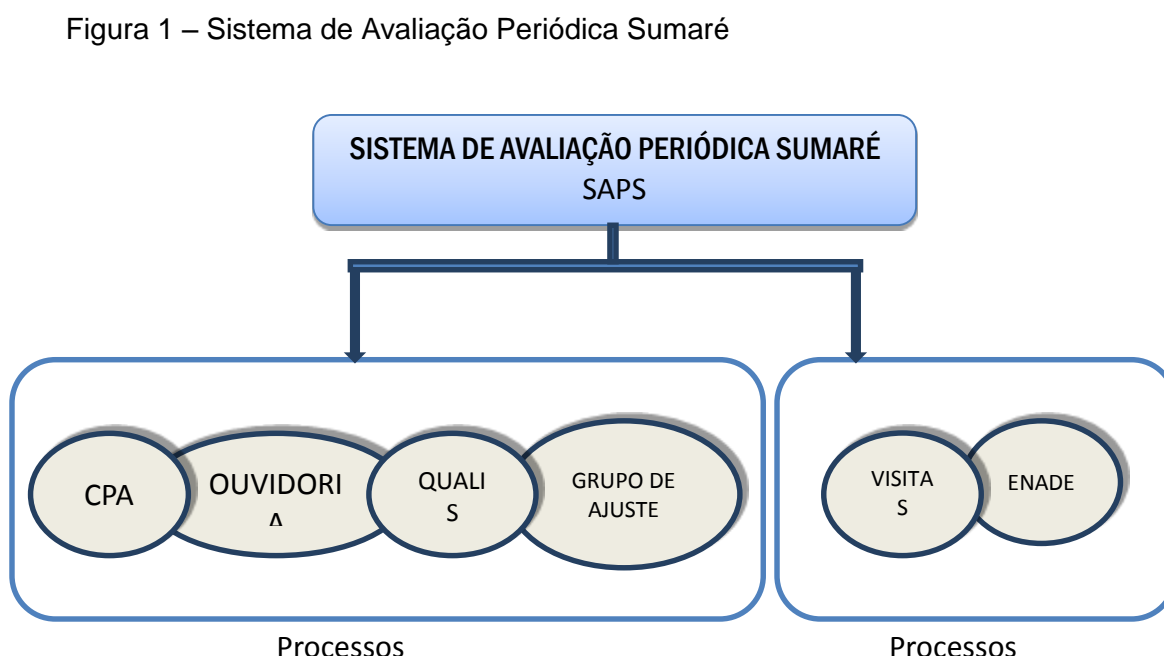 Figura 1 – Sistema de Avaliação Periódica Sumaré
SISTEMA DE AVALIAÇÃO PERIÓDICA SUMARÉ
SAPS
CPA
OUVIDORI
A
QUALI
S
GRUPO DE
AJUSTE
VISITA
S
ENADE
Processos
Processos